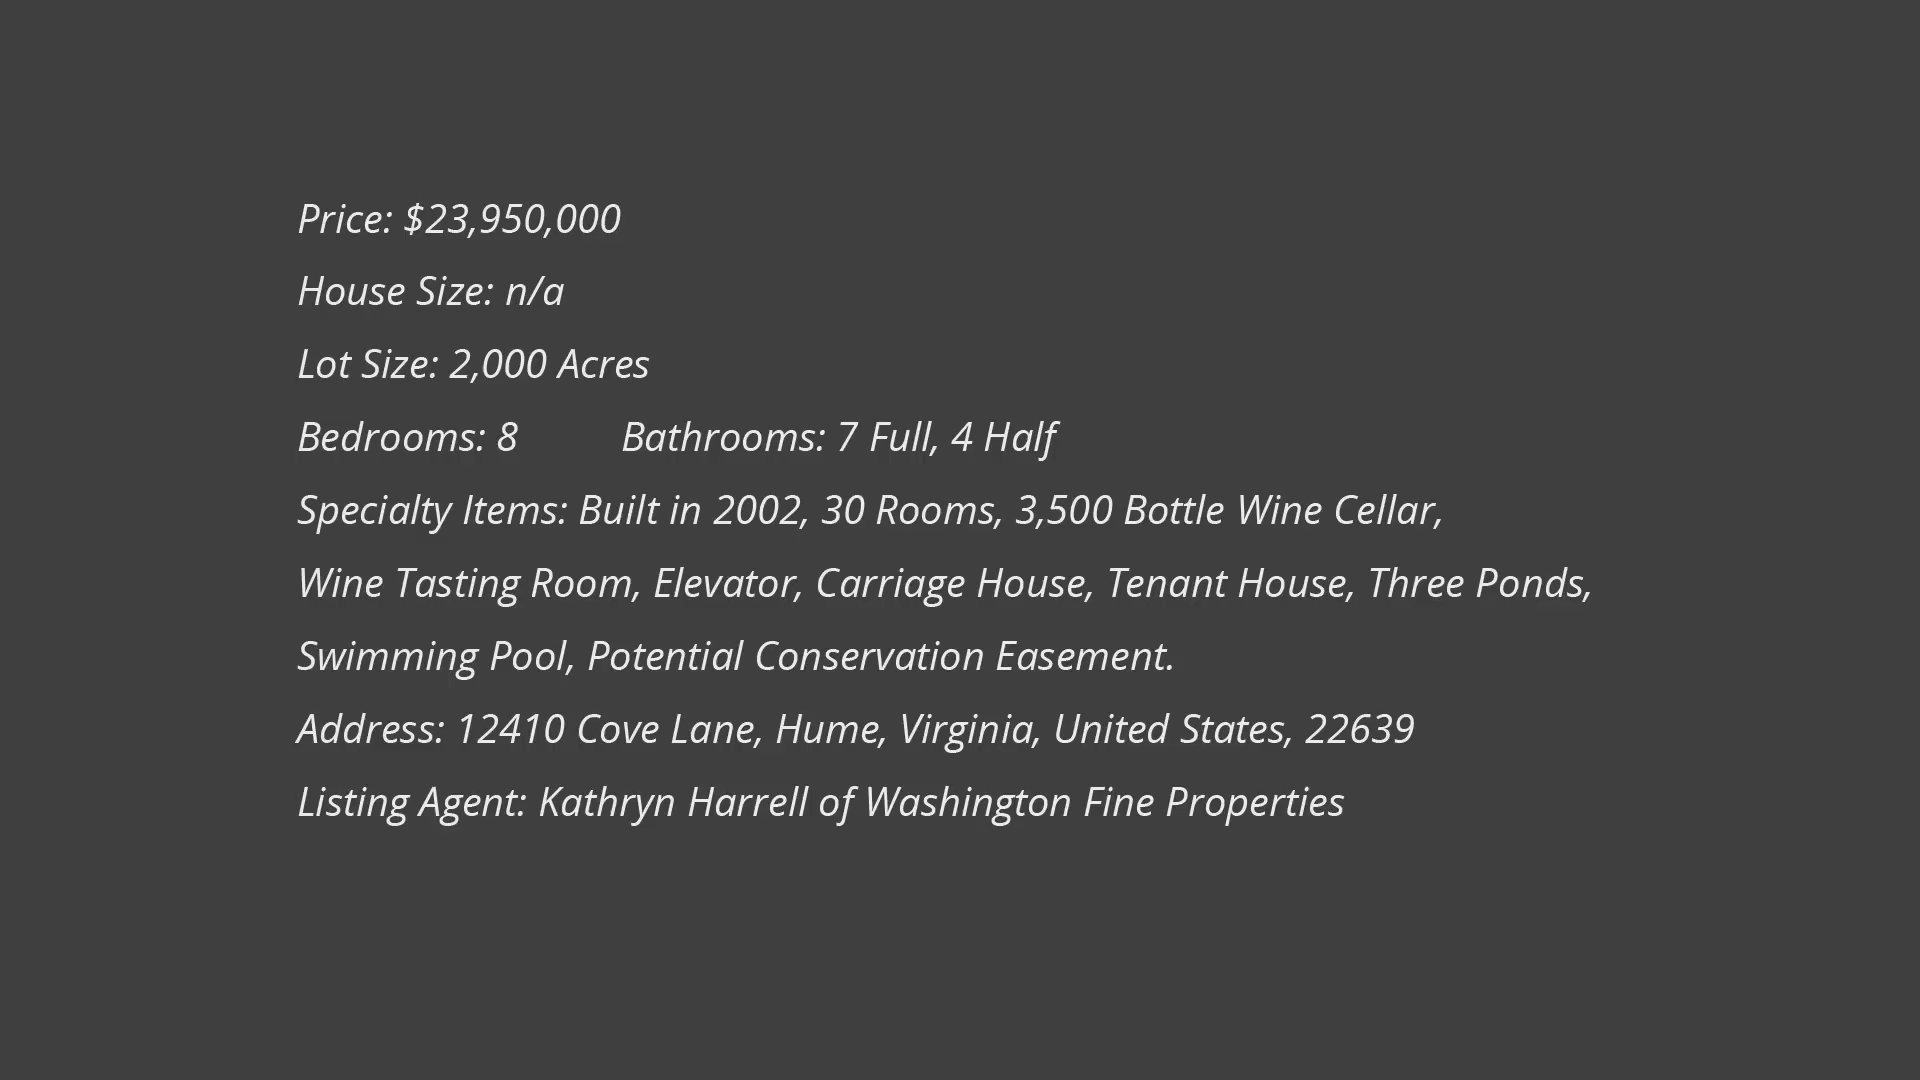 Price: $23,950,000
House Size: n/a
Lot Size: 2,000 Acres
Bedrooms: 8 Bathrooms: 7 Full, 4 Half
Specialty Items: Built in 2002, 30 Rooms, 3,500 Bottle Wine Cellar,
Wine Tasting Room, Elevator, Carriage House, Tenant House, Three Ponds,
Swimming Pool, Potential Conservation Easement.
Address: 12410 Cove Lane, Hume, Virginia, United States, 22639
Listing Agent: Kathryn Harrell of Washington Fine Properties